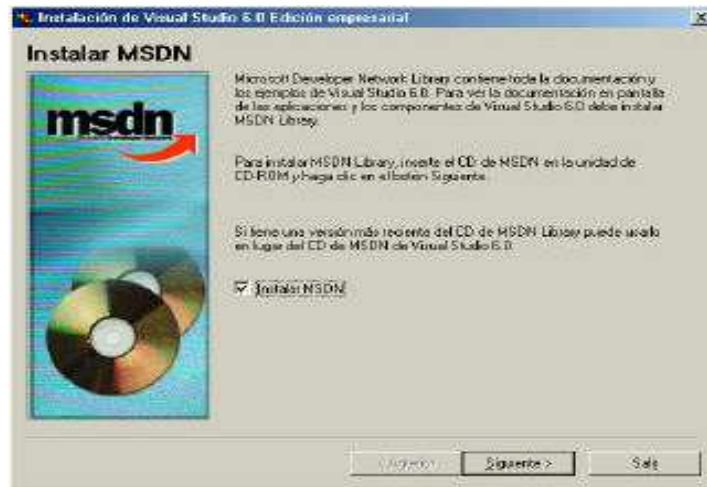 Instalación de Visual Studio 6.0 Edición empresarial
Instalar MSDN
msdn
Microsoft Developer Network Library contiene toda la documentación y
los ejemplos de Visual Studio 6.0. Para ver la documentación en pantalla
de las aplicaciones y los componentes de Visual Studio 6.0 debe instalar
MSDN Library.
Para instalar MSDN Library, inserte el CD de MSDN en la unidad de
CD-ROM y haga clic en el botón Siguiente.
Si tiene una versión más reciente del CD de MSDN Library puede usarlo
en lugar del CD de MSDN de Visual Studio 6.0.
Instalar MSDN
< Anterior
Siguiente >
Salir